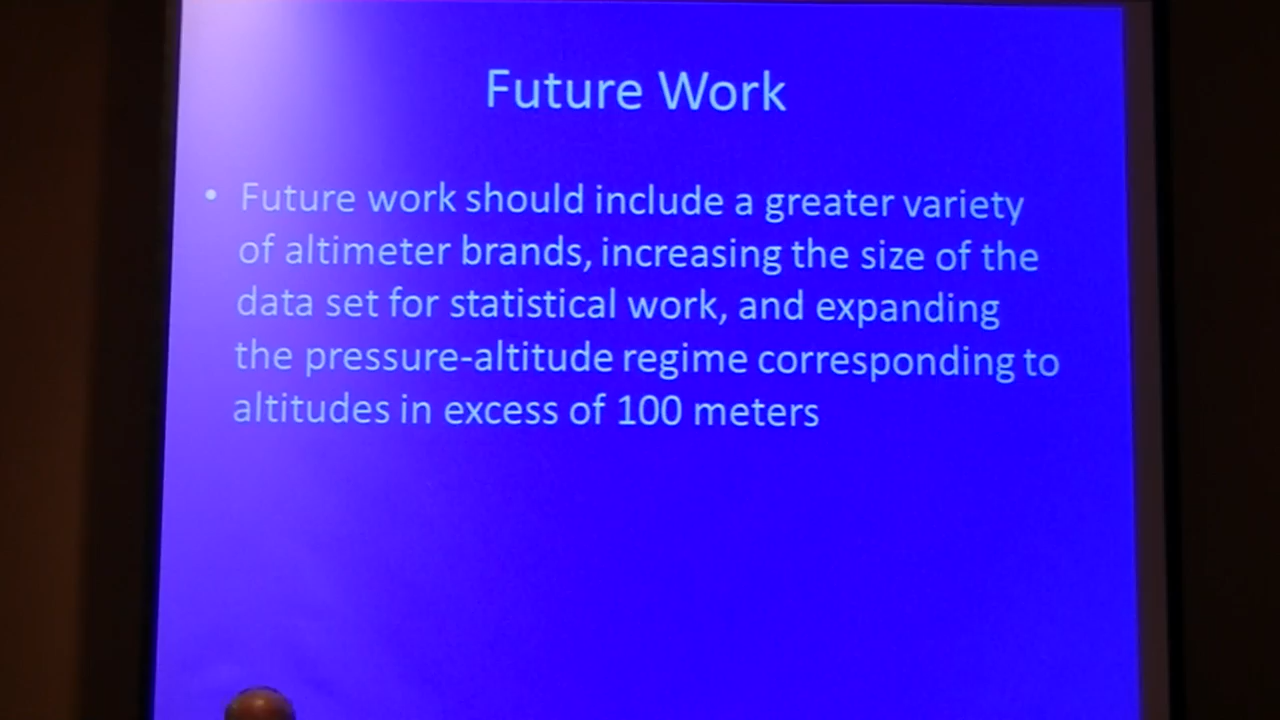 Future Work
• Future work should include a greater variety
of altimeter brands, increasing the size of the
data set for statistical work, and expanding
the pressure-altitude regime corresponding to
altitudes in excess of 100 meters